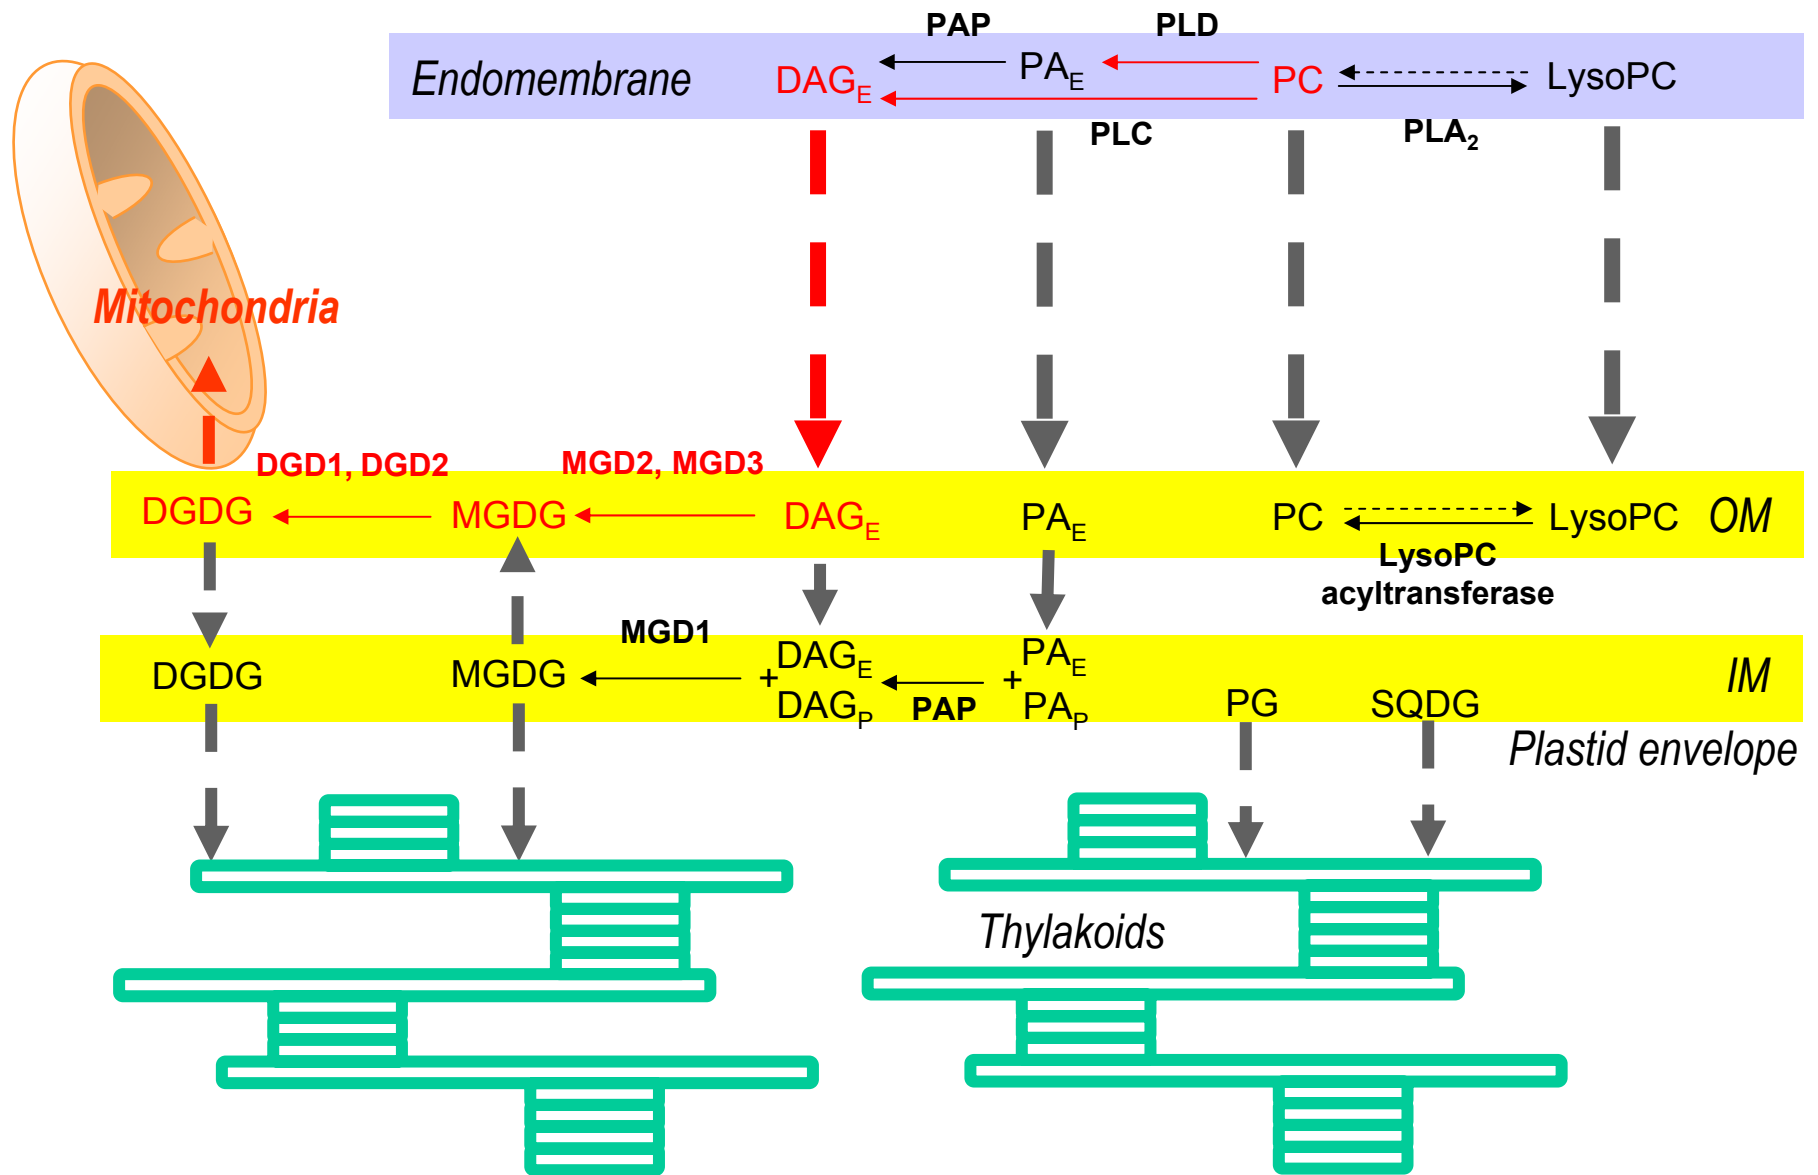 PAP PLD
Endomembrane DAGE PAE PC LysoPC
PLC PLA2
Mitochondria
DGD1, DGD2 MGD2, MGD3
DGDG MGDG DAGE PAE PC LysoPC OM
LysoPC
acyltransferase
MGD1
DGDG MGDG +DAGE +PAE IM
DAGP PAP PAP PG SQDG
Plastid envelope
Thylakoids